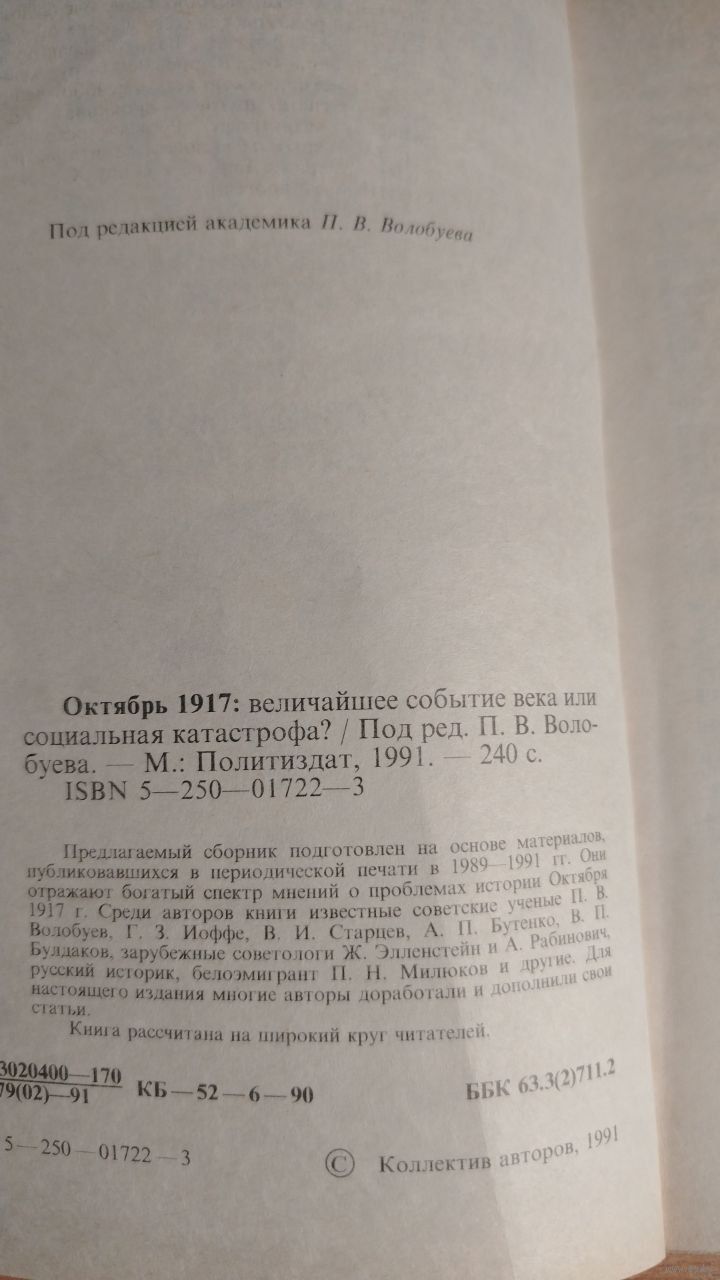 Под редакцией академика П. В. Волобуева
Октябрь 1917: величайшее событие века или
социальная катастрофа? / Под ред. П. В. Воло-
буева. — М.: Политиздат, 1991. — 240 с.
ISBN 5—250—01722—3
Предлагаемый сборник подготовлен на основе материалов,
публиковавшихся в периодической печати в 1989—1991 гг. Они
отражают богатый спектр мнений о проблемах истории Октября
1917 г. Среди авторов книги известные советские ученые П. В.
Волобуев, Г. З. Иоффе, В. И. Старцев, А. П. Бутенко, В. П.
Булдаков, зарубежные советологи Ж. Элленстейн и А. Рабинович,
русский историк, белоэмигрант П. Н. Милюков и другие. Для
настоящего издания многие авторы доработали и дополнили свои
статьи.
Книга рассчитана на широкий круг читателей.
3020400—170
79(02)—91
КБ—52—6—90
ББК 63.3(2)711.2
5—250—01722—3
© Коллектив авторов, 1991